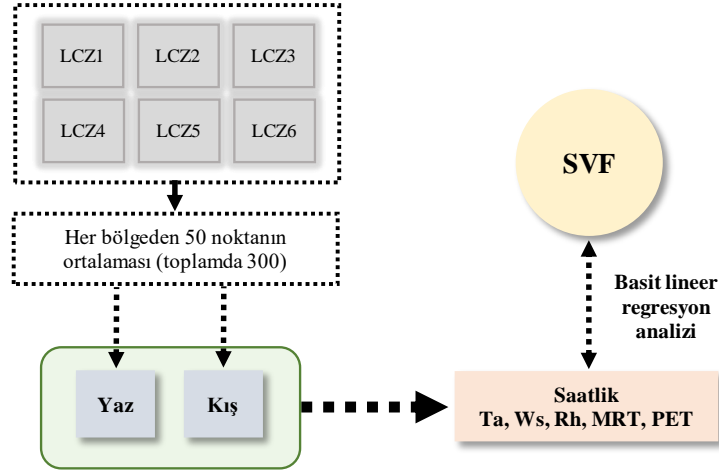 LCZ1
LCZ2
LCZ3
LCZ4
LCZ5
LCZ6
Her bölgeden 50 noktanın
ortalaması (toplamda 300)
Yaz
Kış
SVF
Basit lineer
regresyon
analizi
Saatlik
Ta, Ws, Rh, MRT, PET